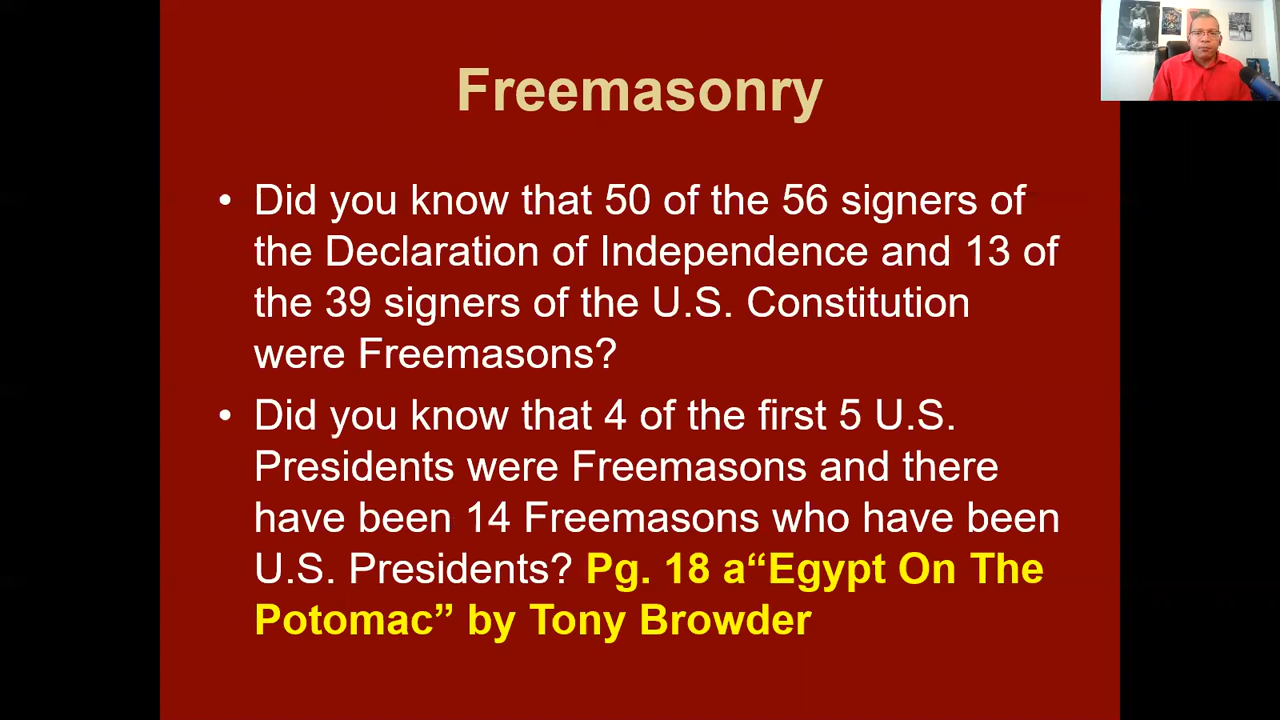 Freemasonry
• Did you know that 50 of the 56 signers of
the Declaration of Independence and 13 of
the 39 signers of the U.S. Constitution
were Freemasons?
• Did you know that 4 of the first 5 U.S.
Presidents were Freemasons and there
have been 14 Freemasons who have been
U.S. Presidents? Pg. 18 a“Egypt On The
Potomac” by Tony Browder